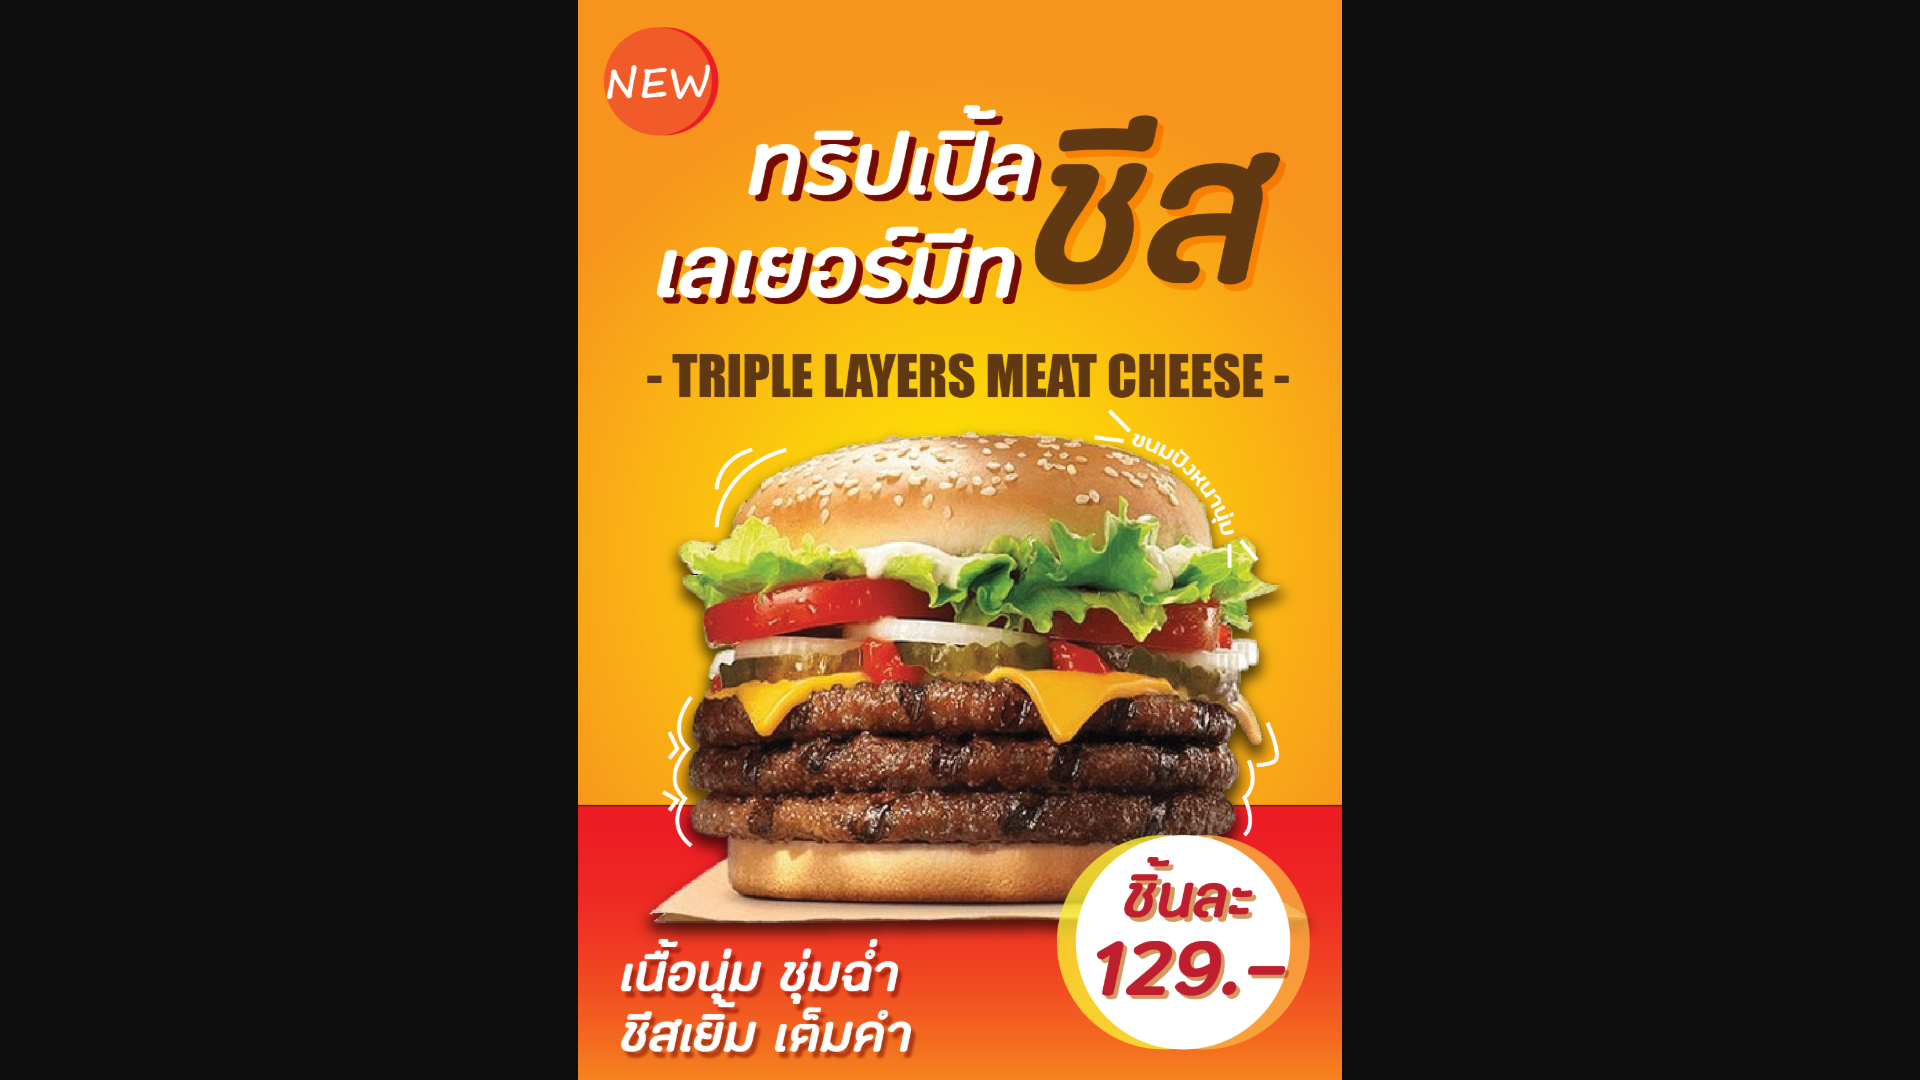 NEW
ทริปเปิ้ล
เลเยอร์มีท
ชีส
- TRIPLE LAYERS MEAT CHEESE -
ขนมปังหนานุ่ม
ชิ้นละ
129.-
เนื้อนุ่ม ชุ่มฉ่ำ
ชีสเยิ้ม เต็มคำ